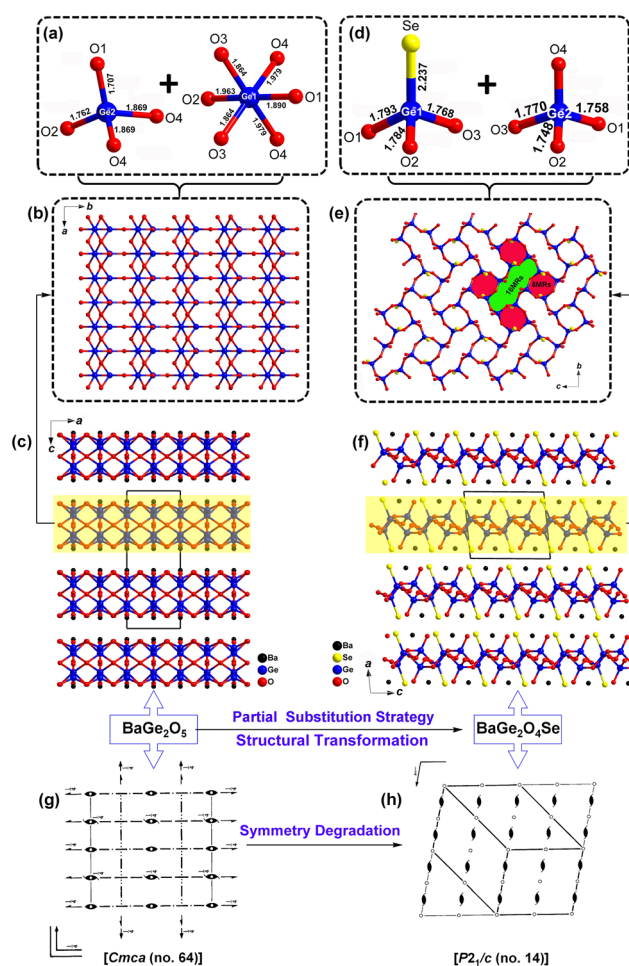 (a)
O1
1.707
O2
1.762
Ge2
1.869
O4
1.869
O4
+
O3
1.864
O4
1.979
O2
1.963
Ge1
1.890
O1
1.864
O3
1.979
O4
(d)
Se
2.237
1.793
Ge1
1.768
O1
1.784
O3
O2
+
O4
1.770
Ge2
1.758
O3
1.748
O1
O2
(b)
b
a
(e)
16MRs
8MRs
b
c
(c)
a
c
Ba
Ge
O
(f)
Ba
Se
Ge
O
a
c
BaGe₂O₅
Partial Substitution Strategy
Structural Transformation
BaGe₂O₄Se
(g)
Symmetry Degradation
(h)
[Cmca (no. 64)]
[P2₁/c (no. 14)]